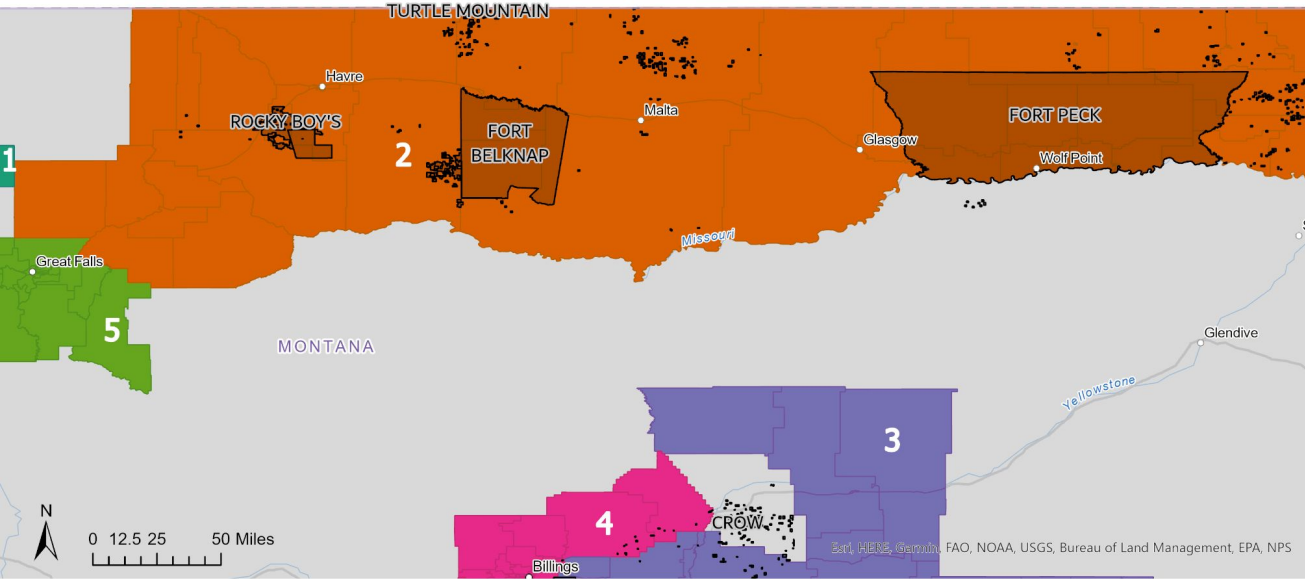 TURTLE MOUNTAIN
Havre
ROCKY BOY'S
2
FORT
BELKNAP
Malta
Glasgow
FORT PECK
Wolf Point
1
Missouri
Great Falls
5
MONTANA
Glendive
Yellowstone
3
4
CROW
Billings
N
0 12.5 25 50 Miles
Esri, HERE, Garmin, FAO, NOAA, USGS, Bureau of Land Management, EPA, NPS